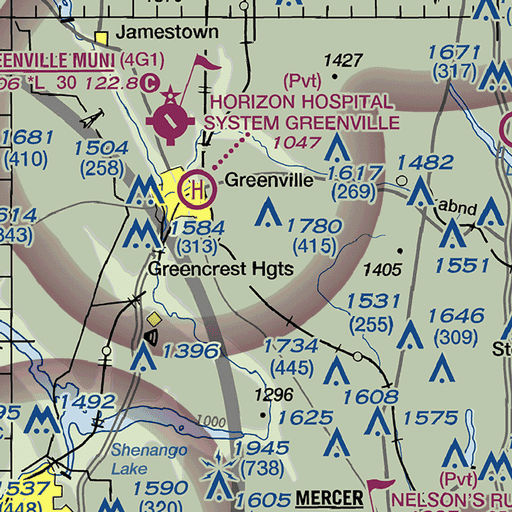 Jamestown
ENVILLE MUNI (4G1)
06 *L 30 122.8 C
1427
1671
(317)
(Pvt)
HORIZON HOSPITAL
SYSTEM GREENVILLE
1047
1681
(410)
1504
(258)
1617
(269)
1482
H
Greenville
abnd
614
343)
1584
(313)
1780
(415)
1551
Greencrest Hgts
1405
1531
(255)
1646
(309)
1396
1734
(445)
1296
1608
1492
1000
1625
1575
Shenango
Lake
1945
(738)
1537
(448)
1590
(320)
1605
MERCER
(Pvt)
NELSON'S RU